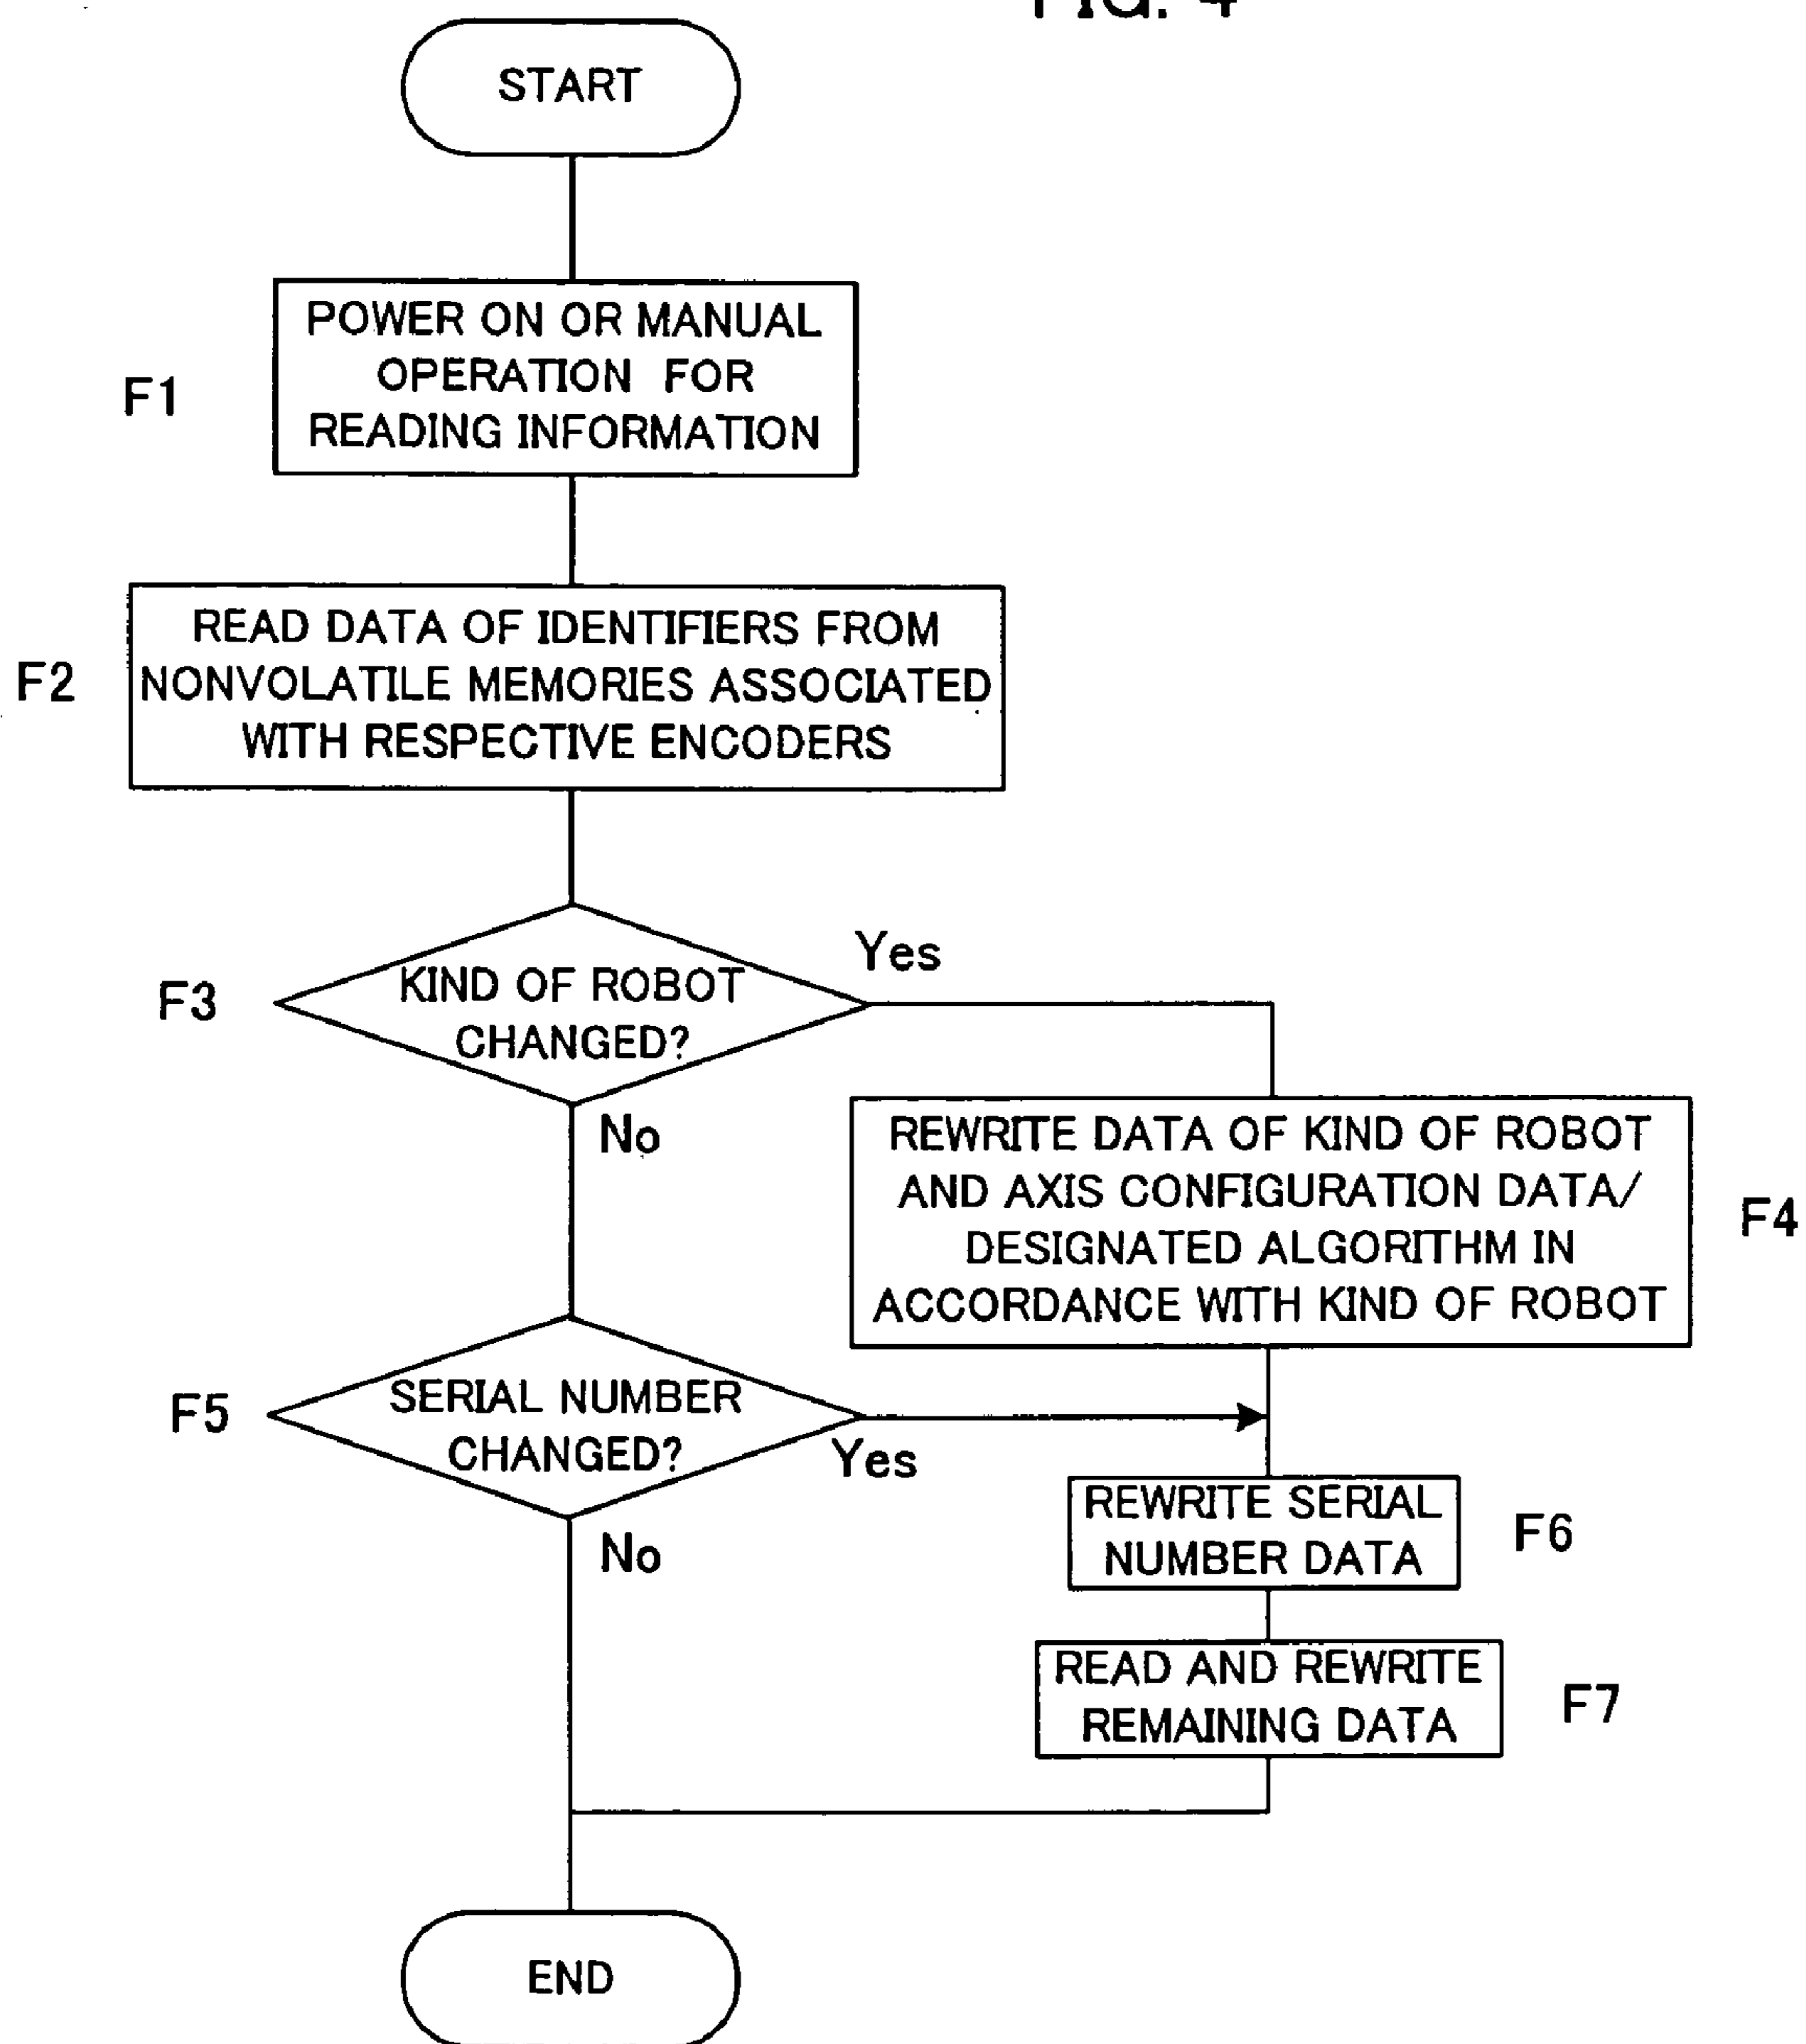 FIG. 4
START
F1
POWER ON OR MANUAL
OPERATION FOR
READING INFORMATION
F2
READ DATA OF IDENTIFIERS FROM
NONVOLATILE MEMORIES ASSOCIATED
WITH RESPECTIVE ENCODERS
F3
KIND OF ROBOT
CHANGED?
Yes
No
REWRITE DATA OF KIND OF ROBOT
AND AXIS CONFIGURATION DATA/
DESIGNATED ALGORITHM IN
ACCORDANCE WITH KIND OF ROBOT
F4
F5
SERIAL NUMBER
CHANGED?
Yes
No
REWRITE SERIAL
NUMBER DATA
F6
READ AND REWRITE
REMAINING DATA
F7
END